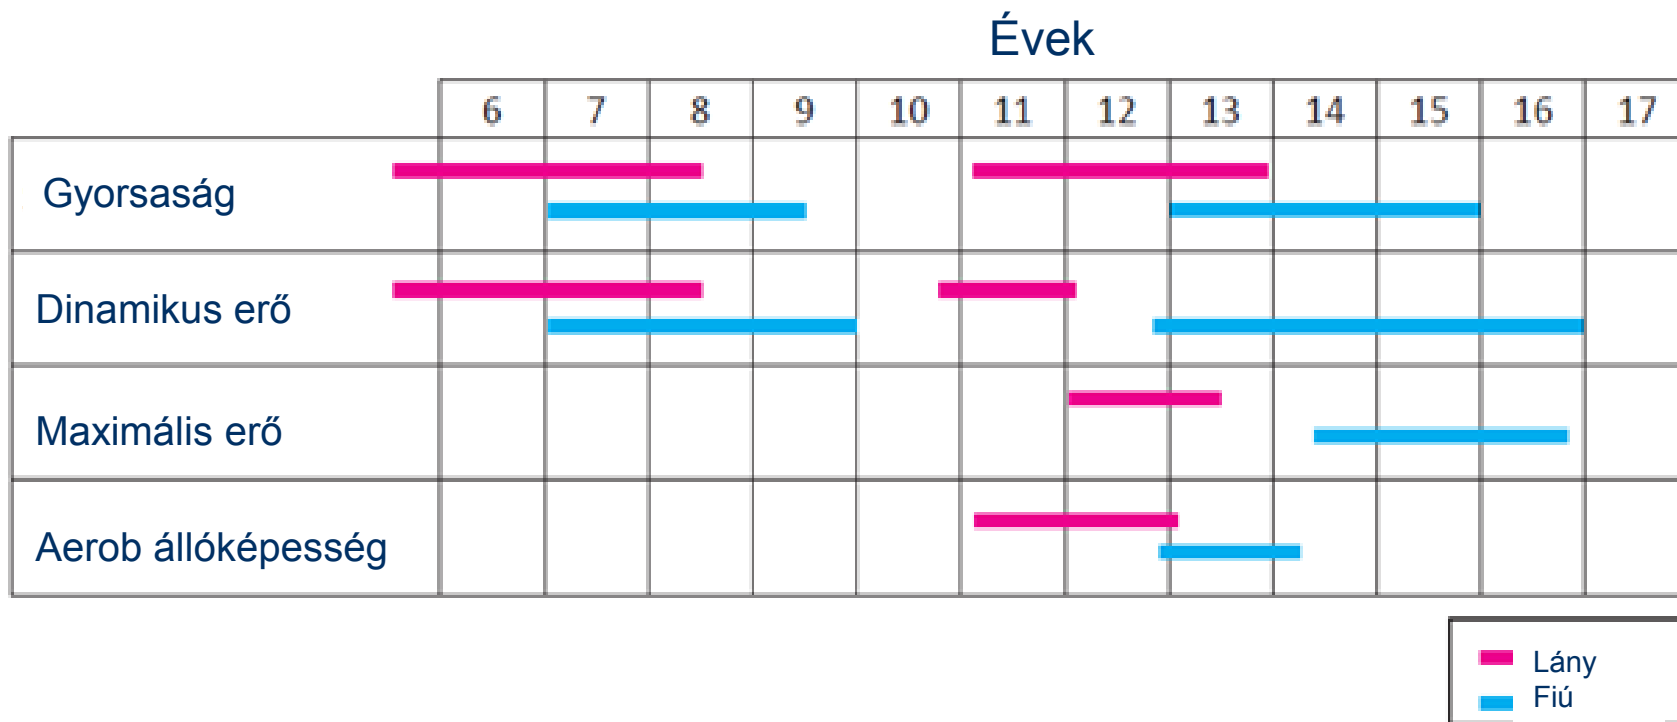 Évek
6 7 8 9 10 11 12 13 14 15 16 17
Gyorsaság
Dinamikus erő
Maximális erő
Aerob állóképesség
Lány
Fiú